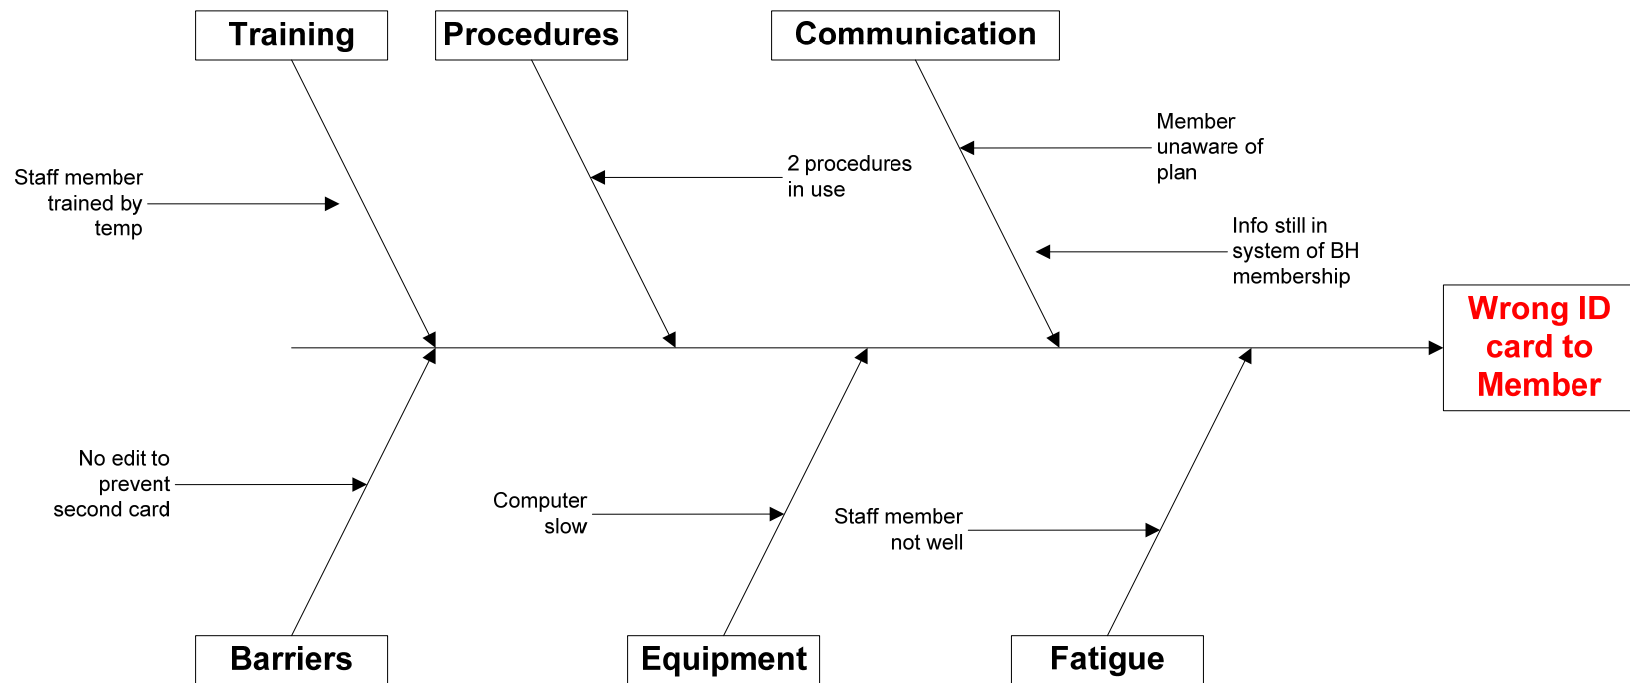 Training
Procedures
Communication
Member
unaware of
plan
2 procedures
in use
Staff member
trained by
temp
Info still in
system of BH
membership
Wrong ID
card to
Member
No edit to
prevent
second card
Computer
slow
Staff member
not well
Barriers
Equipment
Fatigue